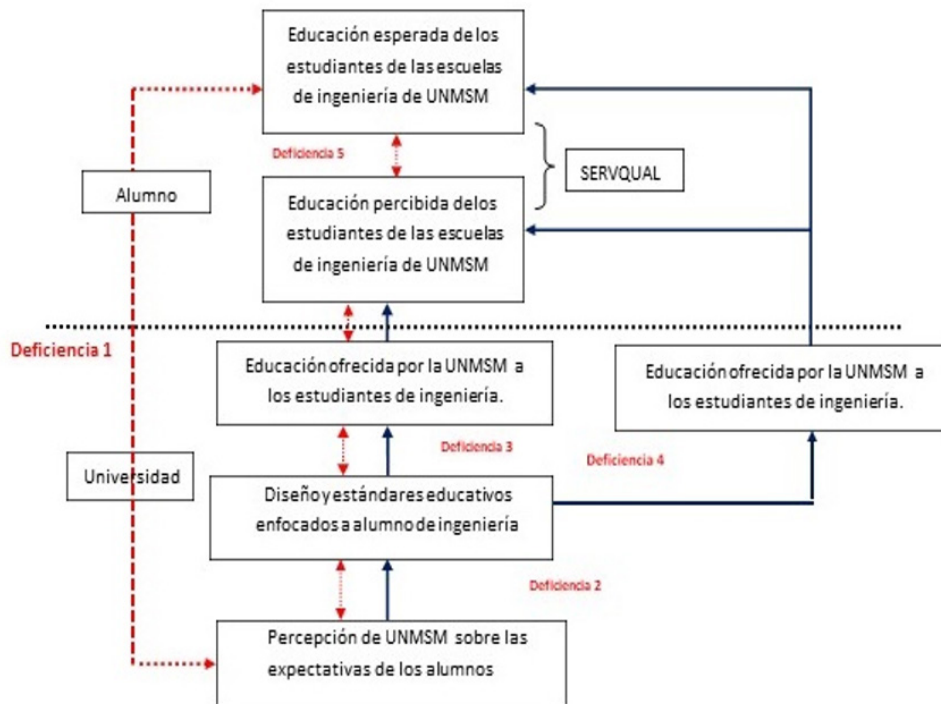 Educación esperada de los
estudiantes de las escuelas
de ingeniería de UNMSM
Deficiencia 5
SERVQUAL
Alumno
Educación percibida delos
estudiantes de las escuelas
de ingeniería de UNMSM
Deficiencia 1
Educación ofrecida por la UNMSM a
los estudiantes de ingeniería.
Educación ofrecida por la UNMSM a
los estudiantes de ingeniería.
Deficiencia 3
Deficiencia 4
Universidad
Diseño y estándares educativos
enfocados a alumno de ingeniería
Deficiencia 2
Percepción de UNMSM sobre las
expectativas de los alumnos